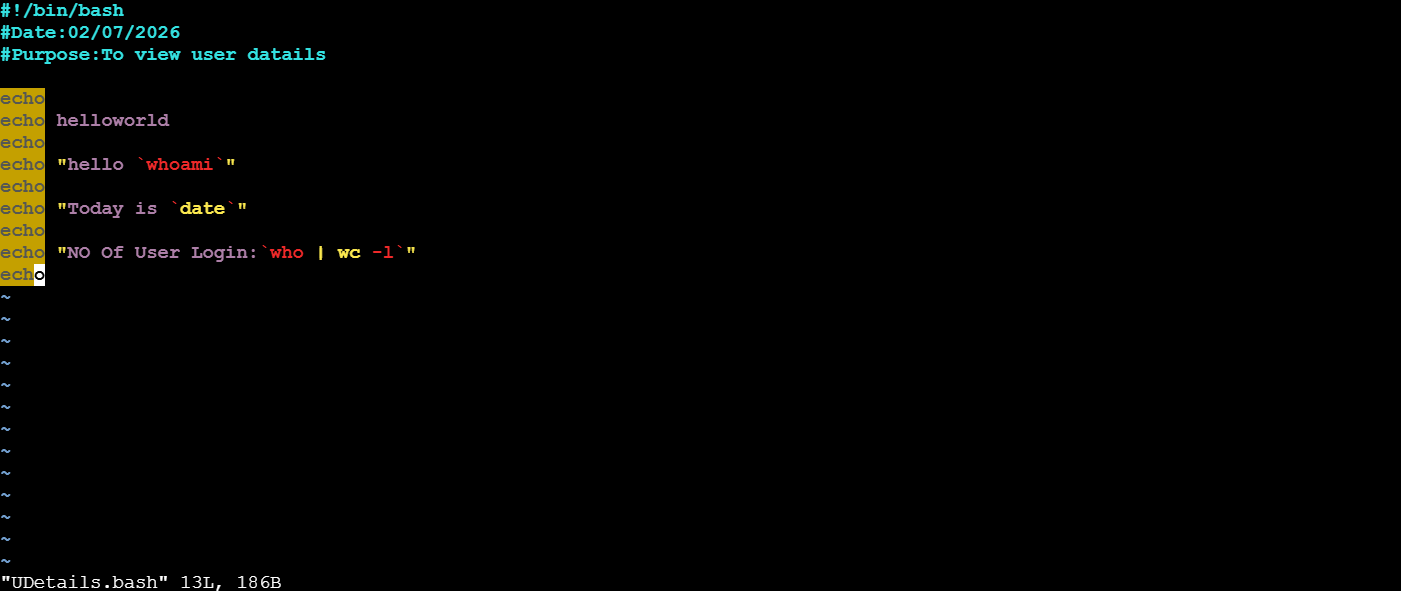 #!/bin/bash
#Date:02/07/2026
#Purpose:To view user datails
echo
echo helloworld
echo
echo "hello `whoami`"
echo
echo "Today is `date`"
echo
echo "NO Of User Login:`who | wc -l`"
echo
~
~
~
~
~
~
~
~
~
~
~
~
~
"UDetails.bash" 13L, 186B